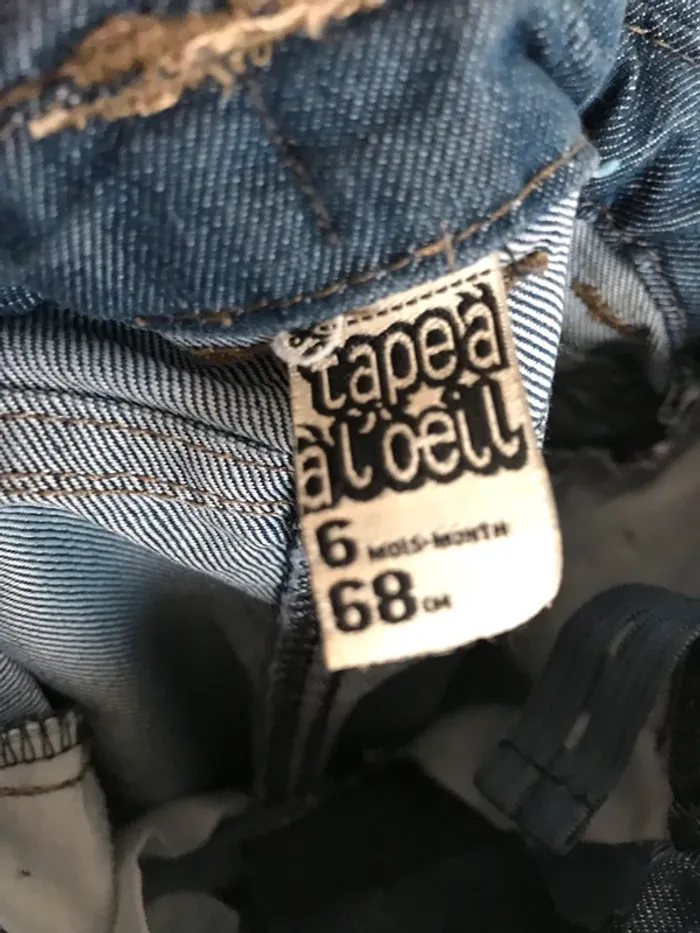 tape à
à l'oeil
6 MOIS-MONTH
68 CM